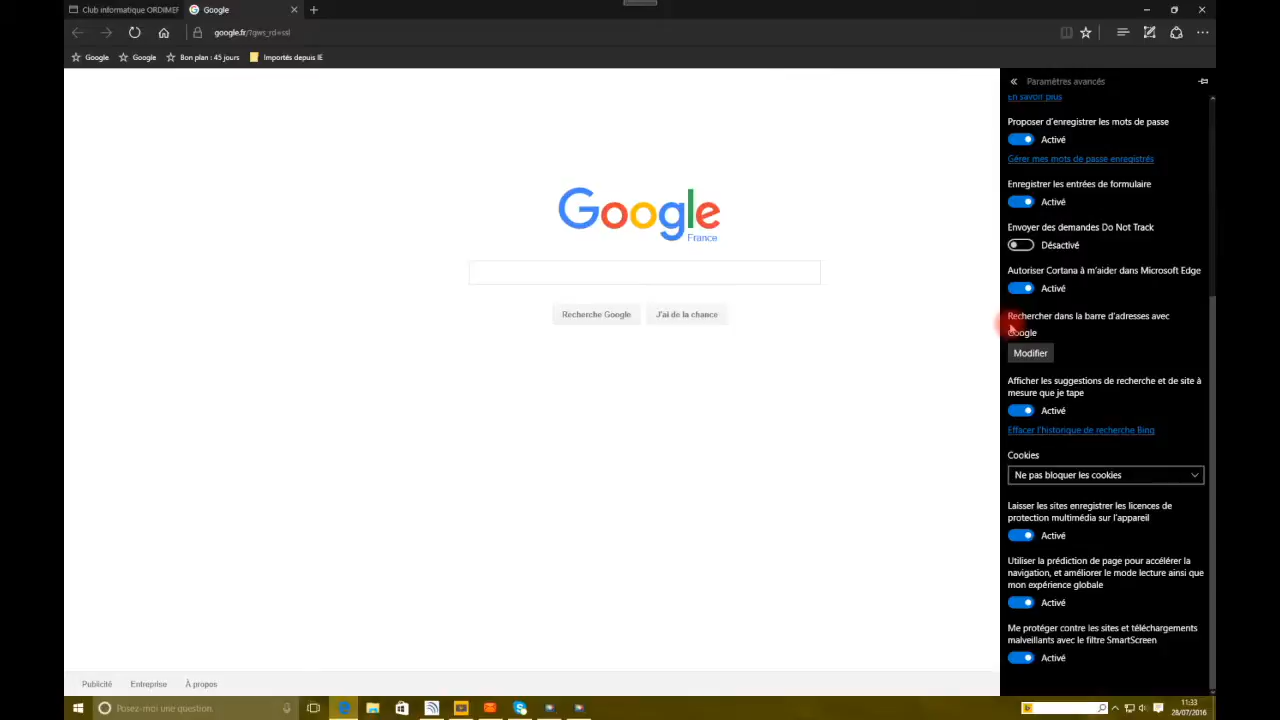 Club informatique ORDIMEP
Google
google.fr/?gws_rd=ssl
Google
Google
Bon plan : 45 jours
Importés depuis IE
Google
France
Recherche Google
J'ai de la chance
Publicité
Entreprise
À propos
Paramètres avancés
En savoir plus
Proposer d'enregistrer les mots de passe
Activé
Gérer mes mots de passe enregistrés
Enregistrer les entrées de formulaire
Activé
Envoyer des demandes Do Not Track
Désactivé
Autoriser Cortana à m'aider dans Microsoft Edge
Activé
Rechercher dans la barre d'adresses avec
Google
Modifier
Afficher les suggestions de recherche et de site à
mesure que je tape
Activé
Effacer l'historique de recherche Bing
Cookies
Ne pas bloquer les cookies
Laisser les sites enregistrer les licences de
protection multimédia sur l'appareil
Activé
Utiliser la prédiction de page pour accélérer la
navigation, et améliorer le mode lecture ainsi que
mon expérience globale
Activé
Me protéger contre les sites et téléchargements
malveillants avec le filtre SmartScreen
Activé
Posez-moi une question.
11:33
28/07/2016